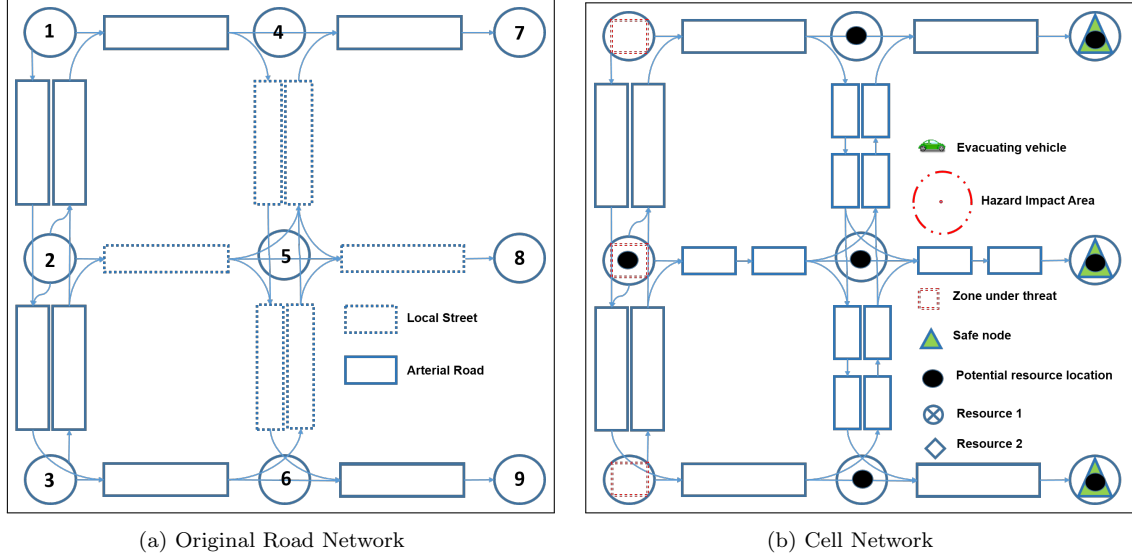 1
4
7
2
5
8
Local Street
Arterial Road
3
6
9
(a) Original Road Network
Evacuating vehicle
Hazard Impact Area
Zone under threat
Safe node
Potential resource location
Resource 1
Resource 2
(b) Cell Network